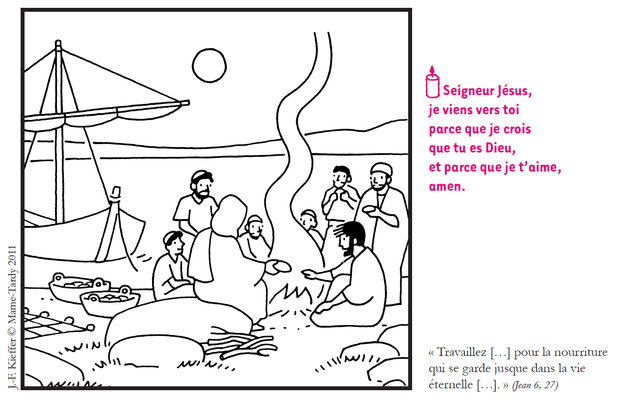 Seigneur Jésus,
je viens vers toi
parce que je crois
que tu es Dieu,
et parce que je t'aime,
amen.
« Travaillez […] pour la nourriture
qui se garde jusque dans la vie
éternelle […]. » (Jean 6, 27)
J.-F. Kieffer © Mame-Tardy 2011